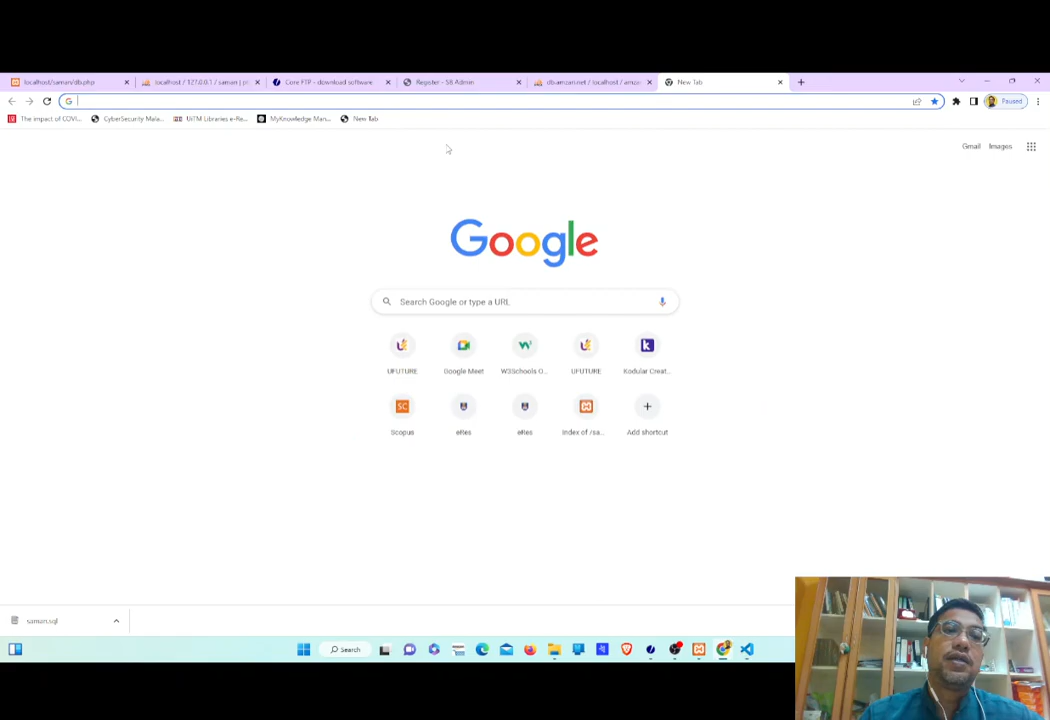 localhost/saman/db.php
localhost / 127.0.0.1 / saman | p
Core FTP - download software
Register - SB Admin
db.amzari.net / localhost / amza
New Tab
Paused
The impact of COVI...
CyberSecurity Mala...
UiTM Libraries e-Re...
MyKnowledge Man...
New Tab
Gmail
Images
Google
Search Google or type a URL
UFUTURE
Google Meet
W3Schools O...
UFUTURE
Kodular Creat...
SC
Scopus
eRes
eRes
Index of /sa...
Add shortcut
saman.sql
Search